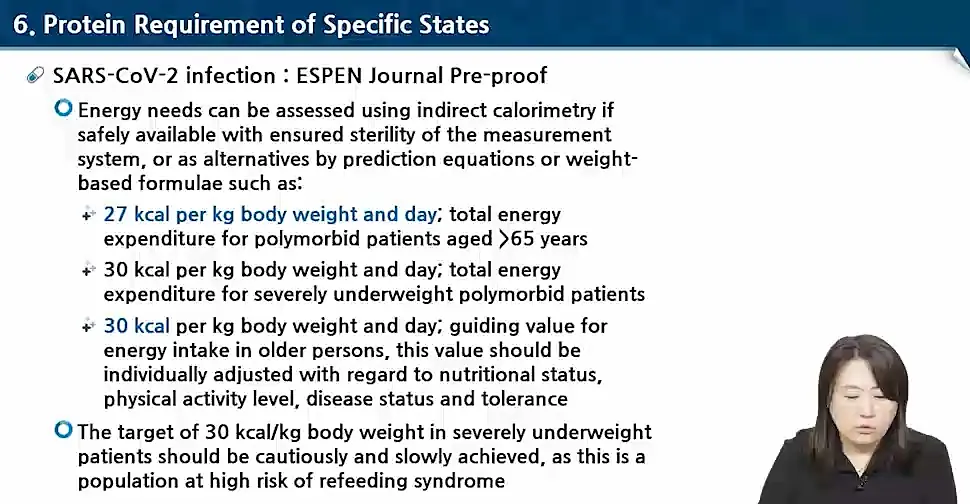 6. Protein Requirement of Specific States
SARS-CoV-2 infection : ESPEN Journal Pre-proof
Energy needs can be assessed using indirect calorimetry if
safely available with ensured sterility of the measurement
system, or as alternatives by prediction equations or weight-
based formulae such as:
27 kcal per kg body weight and day; total energy
expenditure for polymorbid patients aged >65 years
30 kcal per kg body weight and day; total energy
expenditure for severely underweight polymorbid patients
30 kcal per kg body weight and day; guiding value for
energy intake in older persons, this value should be
individually adjusted with regard to nutritional status,
physical activity level, disease status and tolerance
The target of 30 kcal/kg body weight in severely underweight
patients should be cautiously and slowly achieved, as this is a
population at high risk of refeeding syndrome